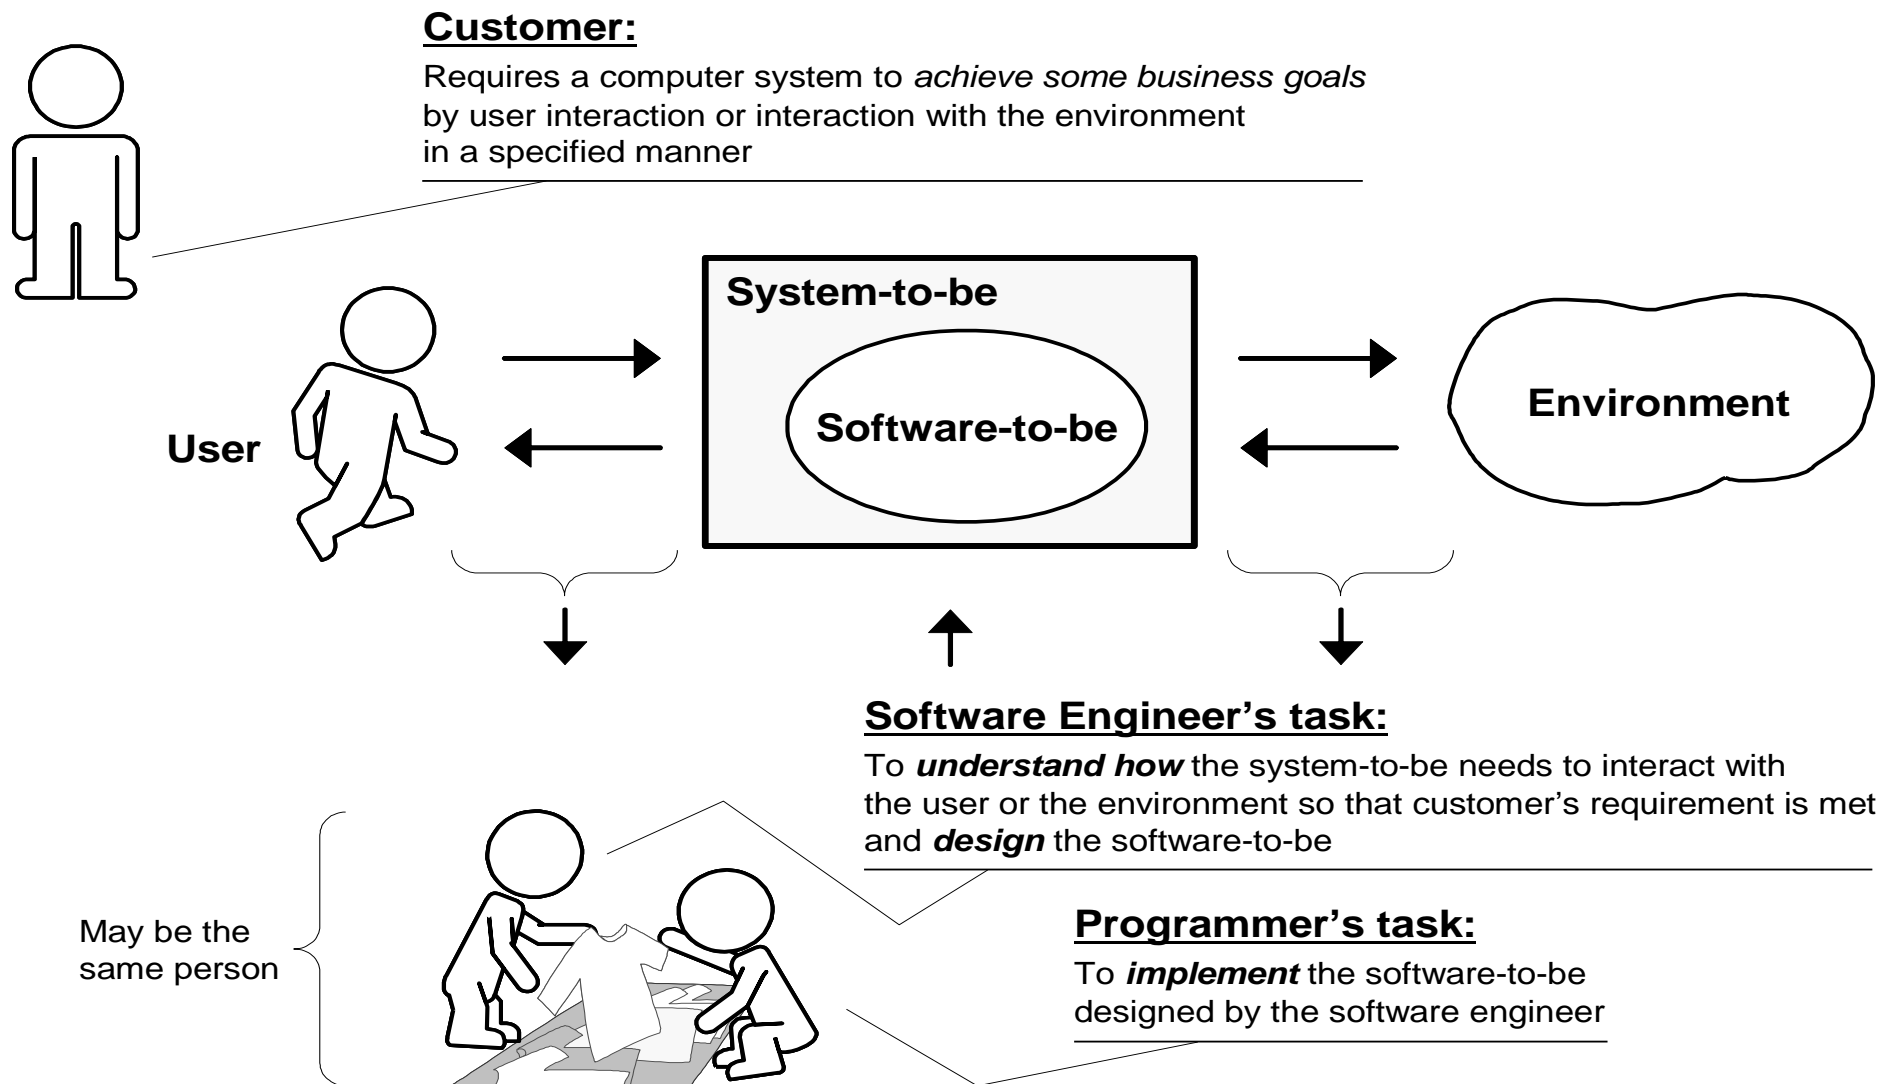 Customer:
Requires a computer system to achieve some business goals
by user interaction or interaction with the environment
in a specified manner
System-to-be
Software-to-be
Environment
User
Software Engineer’s task:
To understand how the system-to-be needs to interact with
the user or the environment so that customer’s requirement is met
and design the software-to-be
May be the
same person
Programmer’s task:
To implement the software-to-be
designed by the software engineer